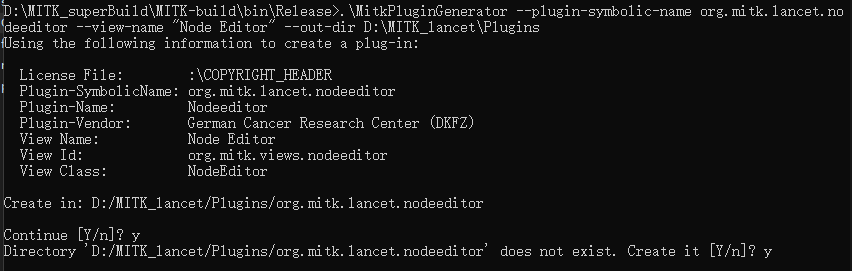 D:\MITK_superBuild\MITK-build\bin\Release>.\MitkPluginGenerator --plugin-symbolic-name org.mitk.lancet.no
deeditor --view-name "Node Editor" --out-dir D:\MITK_lancet\Plugins
Using the following information to create a plug-in:
License File: :\COPYRIGHT_HEADER
Plugin-SymbolicName: org.mitk.lancet.nodeeditor
Plugin-Name: Nodeeditor
Plugin-Vendor: German Cancer Research Center (DKFZ)
View Name: Node Editor
View Id: org.mitk.views.nodeeditor
View Class: NodeEditor
Create in: D:/MITK_lancet/Plugins/org.mitk.lancet.nodeeditor
Continue [Y/n]? y
Directory 'D:/MITK_lancet/Plugins/org.mitk.lancet.nodeeditor' does not exist. Create it [Y/n]? y